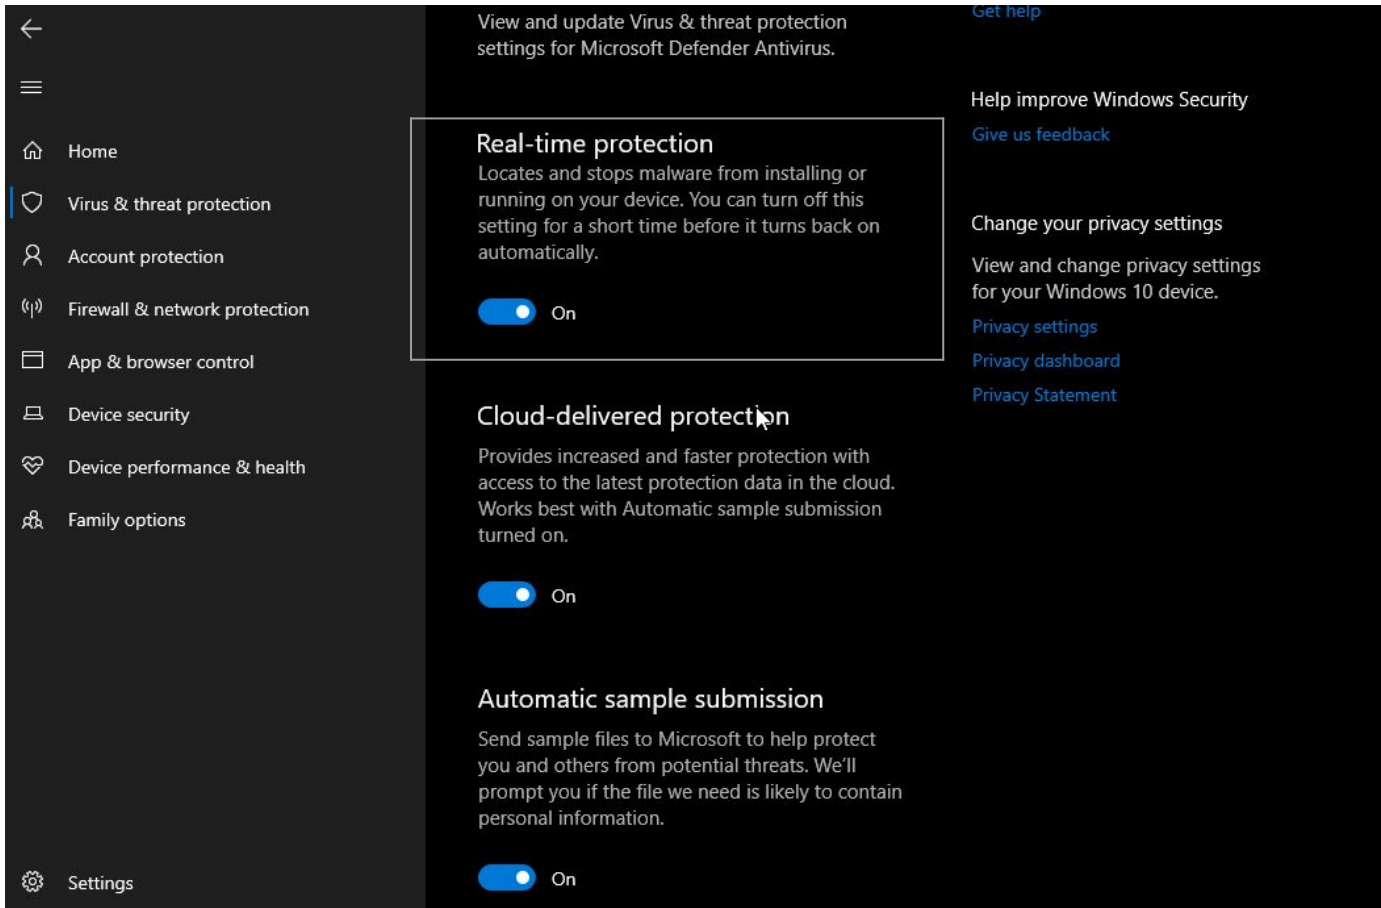 Home
Virus & threat protection
Account protection
Firewall & network protection
App & browser control
Device security
Device performance & health
Family options
Settings
View and update Virus & threat protection
settings for Microsoft Defender Antivirus.
Real-time protection
Locates and stops malware from installing or
running on your device. You can turn off this
setting for a short time before it turns back on
automatically.
On
Cloud-delivered protection
Provides increased and faster protection with
access to the latest protection data in the cloud.
Works best with Automatic sample submission
turned on.
On
Automatic sample submission
Send sample files to Microsoft to help protect
you and others from potential threats. We'll
prompt you if the file we need is likely to contain
personal information.
On
Get help
Help improve Windows Security
Give us feedback
Change your privacy settings
View and change privacy settings
for your Windows 10 device.
Privacy settings
Privacy dashboard
Privacy Statement